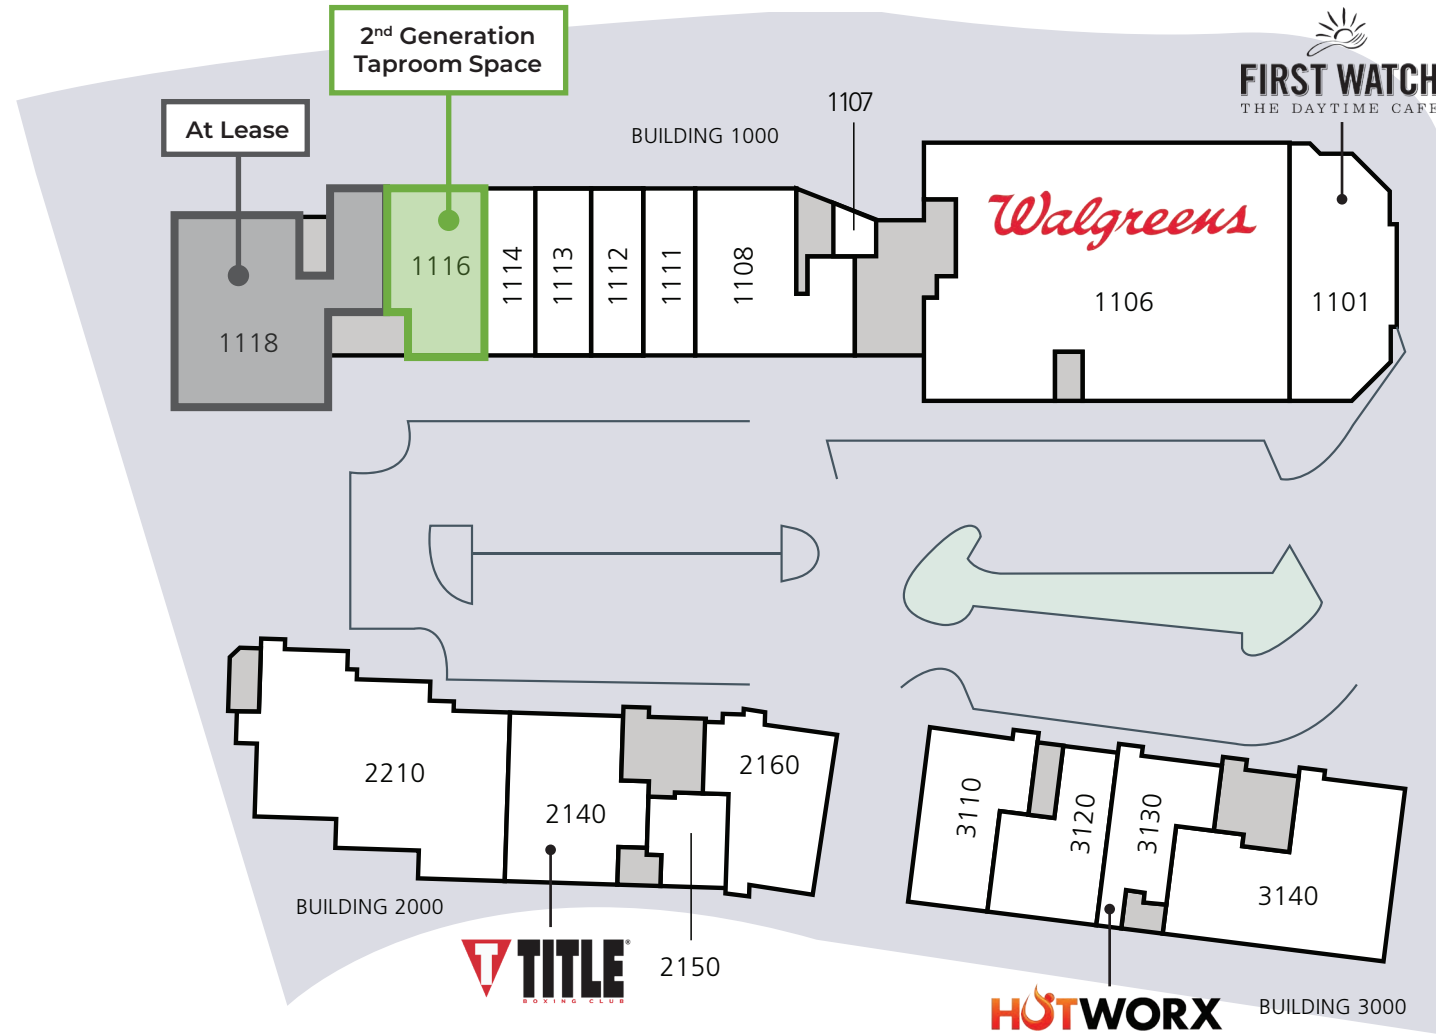 2nd Generation
Taproom Space
At Lease
FIRST WATCH
THE DAYTIME CAFE
1107
BUILDING 1000
Walgreens
1118
1116
1114
1113
1112
1111
1108
1106
1101
2210
2140
2160
2150
BUILDING 2000
T TITLE®
BOXING CLUB
3110
3120
3130
3140
HOTWORX
BUILDING 3000